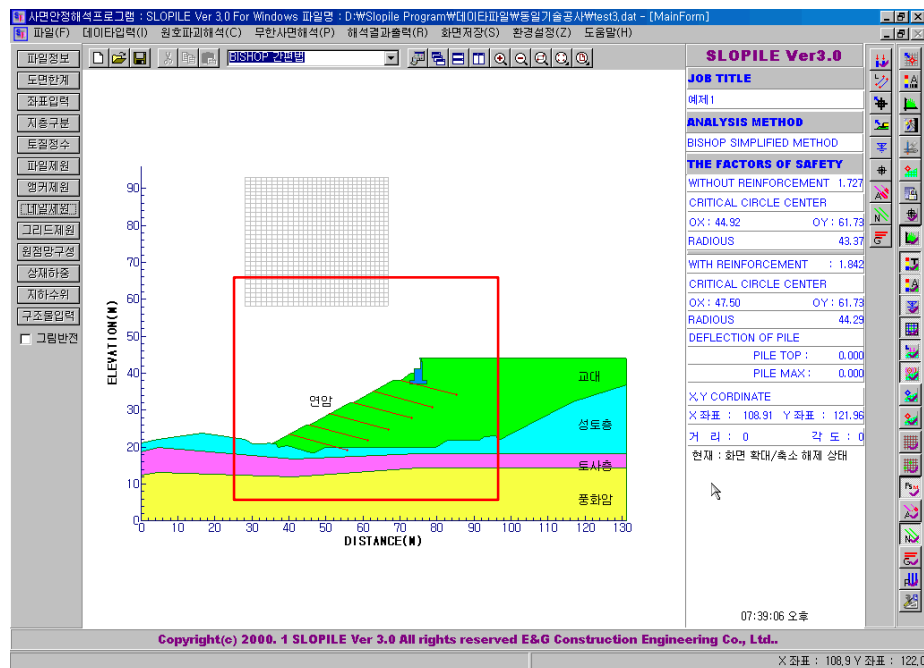 사면안정해석프로그램 : SLOPILE Ver 3,0 For Windows 파일명 : D:₩Slopile Program₩데이타파일₩동일기술공사₩test3,dat - [MainForm]
파일(F) 데이타입력(I) 원호파괴해석(C) 무한사면해석(P) 해석결과출력(R) 화면저장(S) 환경설정(Z) 도움말(H)
BISHOP 간편법
파일정보
도면한계
좌표입력
지층구분
토질정수
파일제원
앵커제원
네일제원
그리드제원
원점망구성
상재하중
지하수위
구조물입력
그림반전
ELEVATION(M)
90
80
70
60
50
40
30
20
10
0
0 10 20 30 40 50 60 70 80 90 100 110 120 130
DISTANCE(M)
연암
교대
성토층
토사층
풍화암
SLOPILE Ver3.0
JOB TITLE
예제1
ANALYSIS METHOD
BISHOP SIMPLIFIED METHOD
THE FACTORS OF SAFETY
WITHOUT REINFORCEMENT 1.727
CRITICAL CIRCLE CENTER
OX : 44.92 OY : 61.73
RADIOUS 43.37
WITH REINFORCEMENT : 1.842
CRITICAL CIRCLE CENTER
OX : 47.50 OY : 61.73
RADIOUS 44.29
DEFLECTION OF PILE
PILE TOP : 0.000
PILE MAX : 0.000
X,Y CORDINATE
X 좌표 : 108.91 Y 좌표 : 121.96
거 리 : 0 각 도 : 0
현재 : 화면 확대/축소 해제 상태
07:39:06 오후
Copyright(c) 2000. 1 SLOPILE Ver 3.0 All rights reserved E&G Construction Engineering Co., Ltd..
X 좌표 : 108,9 Y 좌표 : 122,0